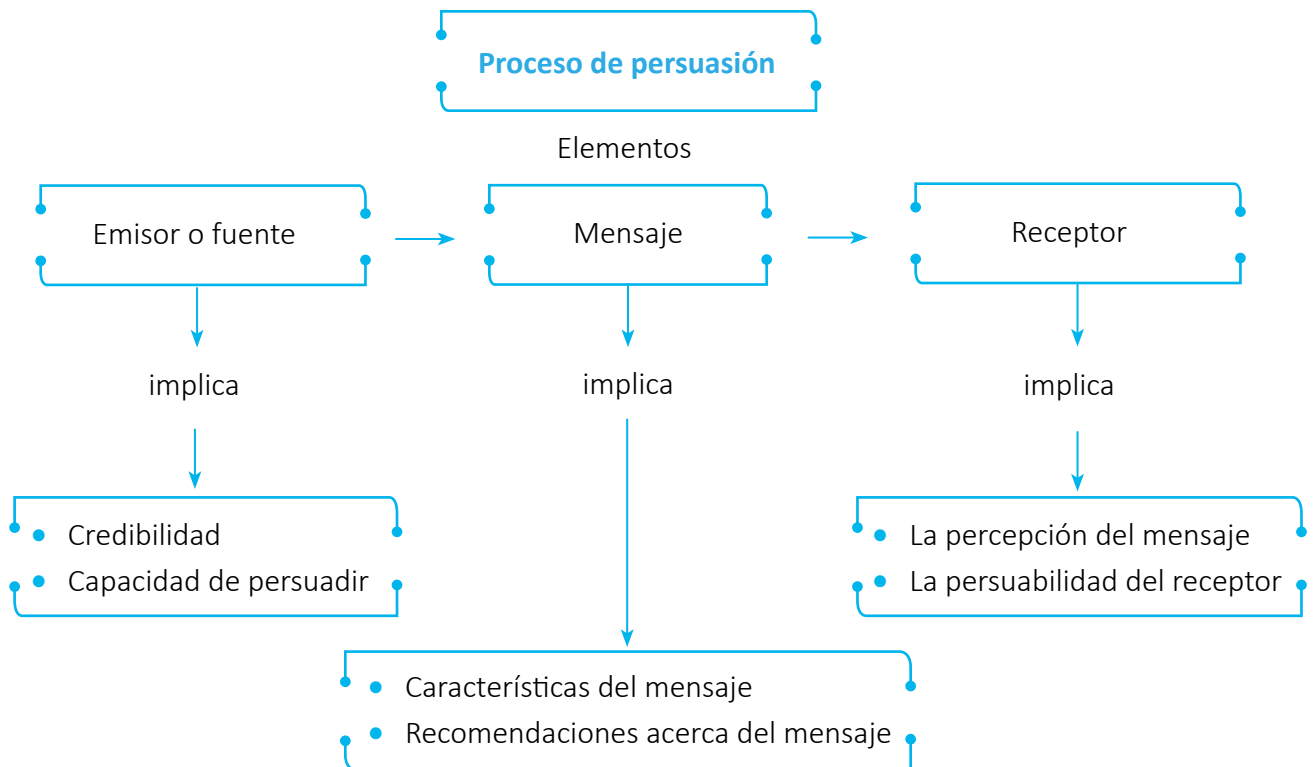 Proceso de persuasión
Elementos
Emisor o fuente
Mensaje
Receptor
implica
implica
implica
Credibilidad
Capacidad de persuadir
La percepción del mensaje
La persuabilidad del receptor
Características del mensaje
Recomendaciones acerca del mensaje